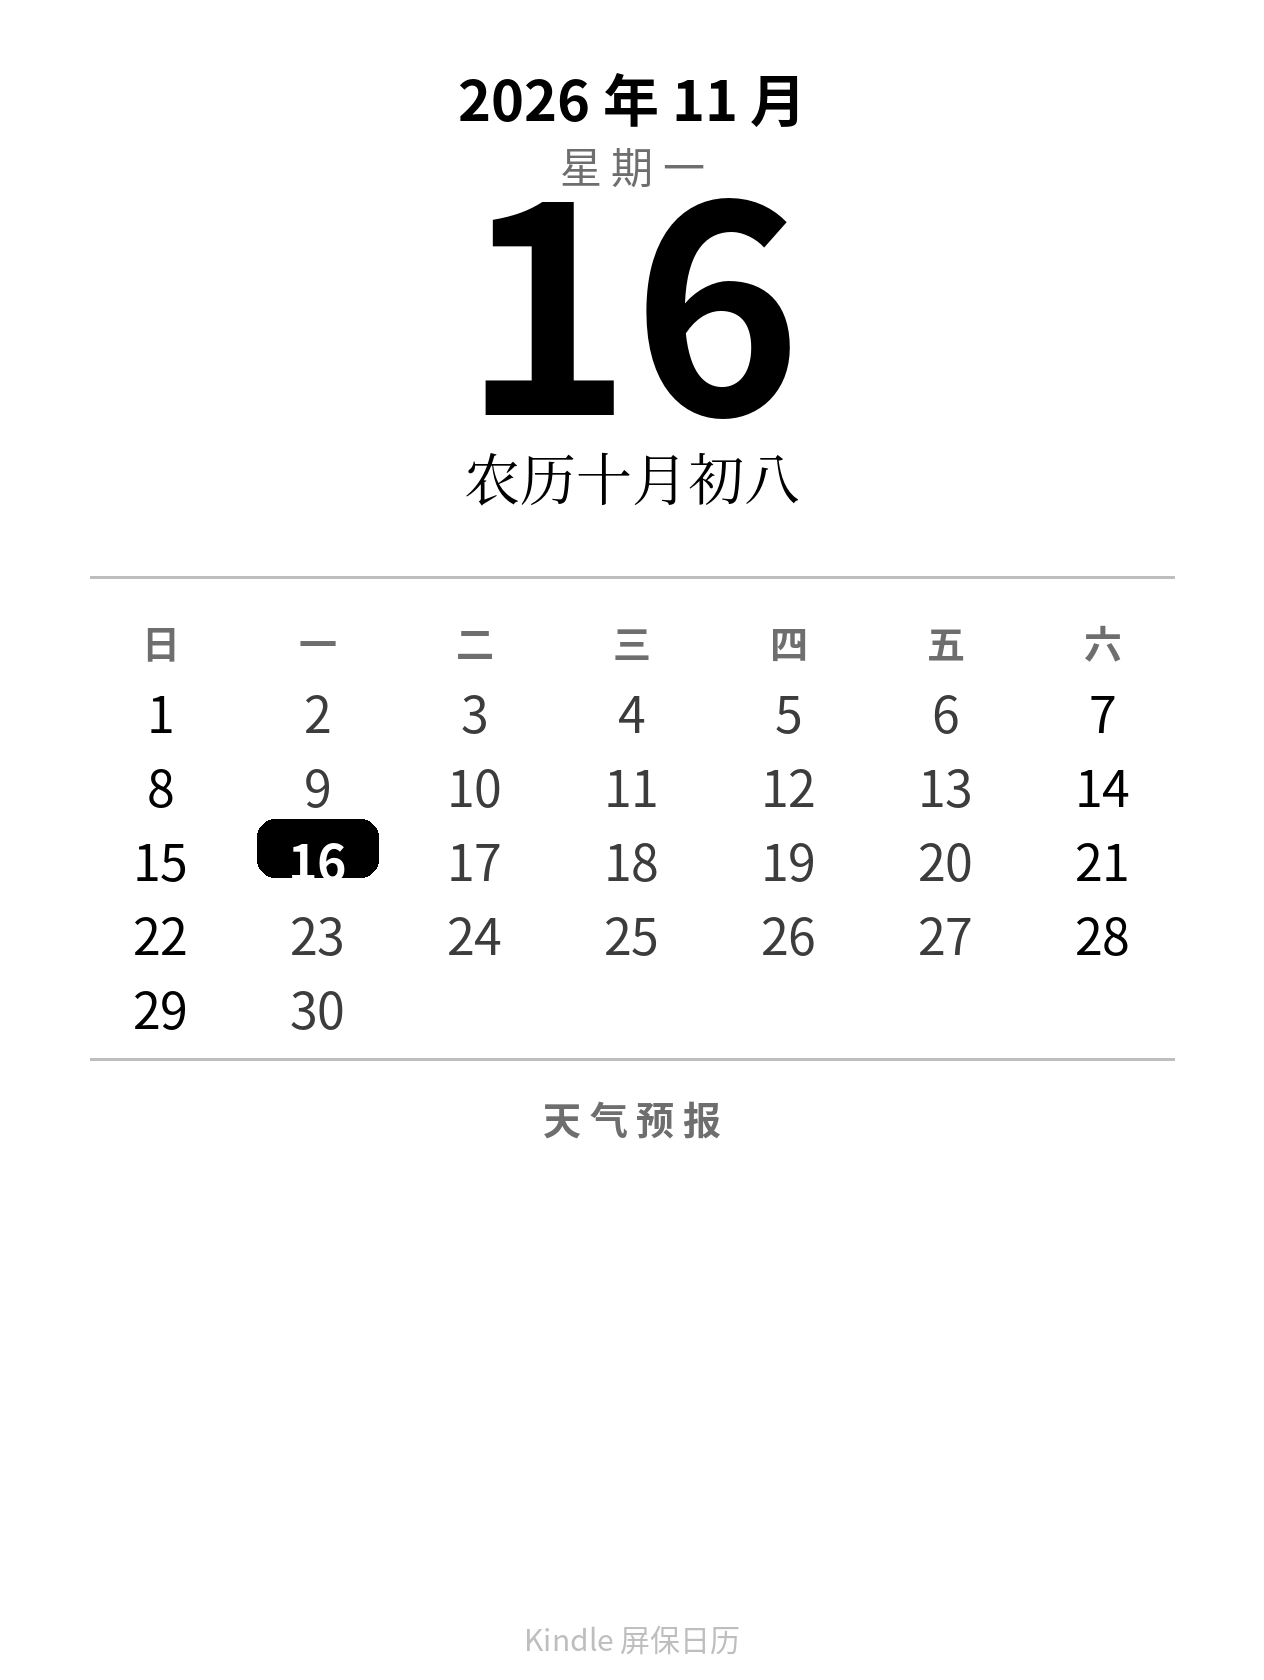 2026 年 11 月
星期一
16
农历十月初八
日 一 二 三 四 五 六
1 2 3 4 5 6 7
8 9 10 11 12 13 14
15 16 17 18 19 20 21
22 23 24 25 26 27 28
29 30
天气预报
Kindle 屏保日历